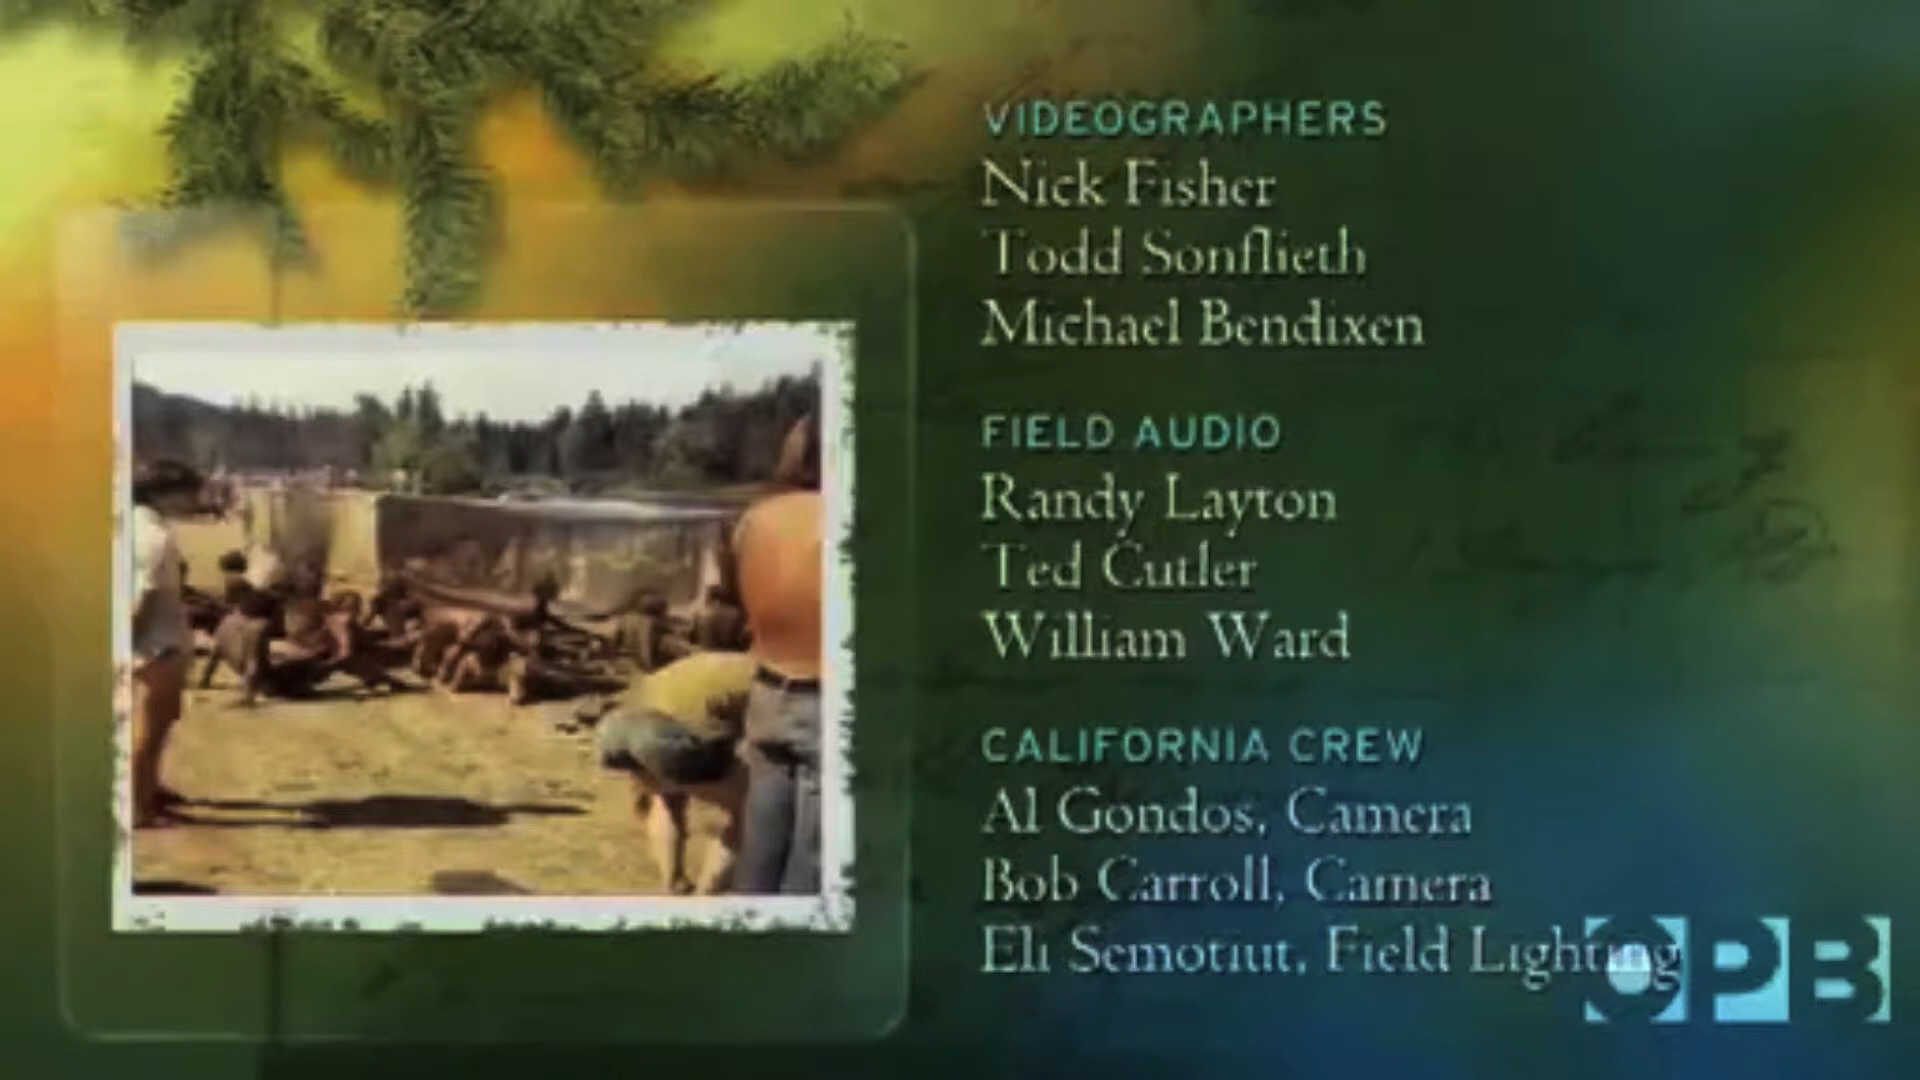 VIDEOGRAPHERS
Nick Fisher
Todd Sonflieth
Michael Bendixen
FIELD AUDIO
Randy Layton
Ted Cutler
William Ward
CALIFORNIA CREW
Al Gondos, Camera
Bob Carroll, Camera
Eli Semotiut, Field Lighting
OPB